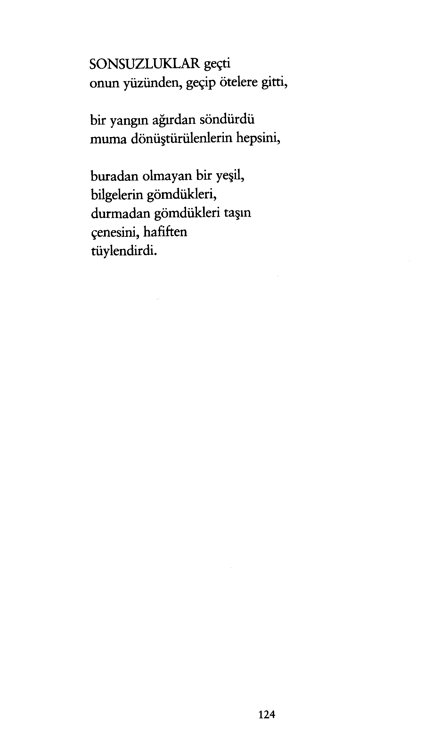 SONSUZLUKLAR geçti
onun yüzünden, geçip ötelere gitti,
bir yangın ağırdan söndürdü
muma dönüştürülenlerin hepsini,
buradan olmayan bir yeşil,
bilgelerin gömdükleri,
durmadan gömdükleri taşın
çenesini, hafiften
tüylendirdi.
124